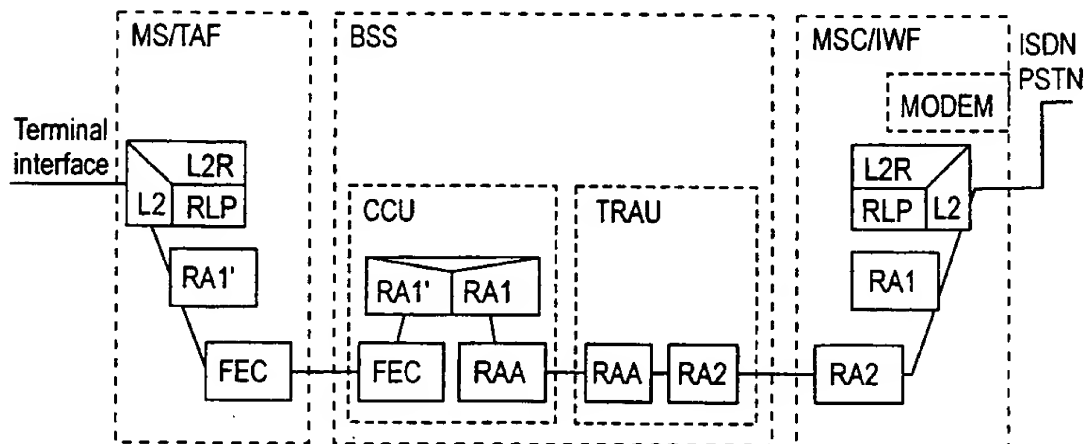 MS/TAF
BSS
MSC/IWF
ISDN
PSTN
MODEM
Terminal
interface
L2R
L2
RLP
L2R
RLP
L2
CCU
TRAU
RA1'
RA1'
RA1
RA1
FEC
FEC
RAA
RAA
RA2
RA2